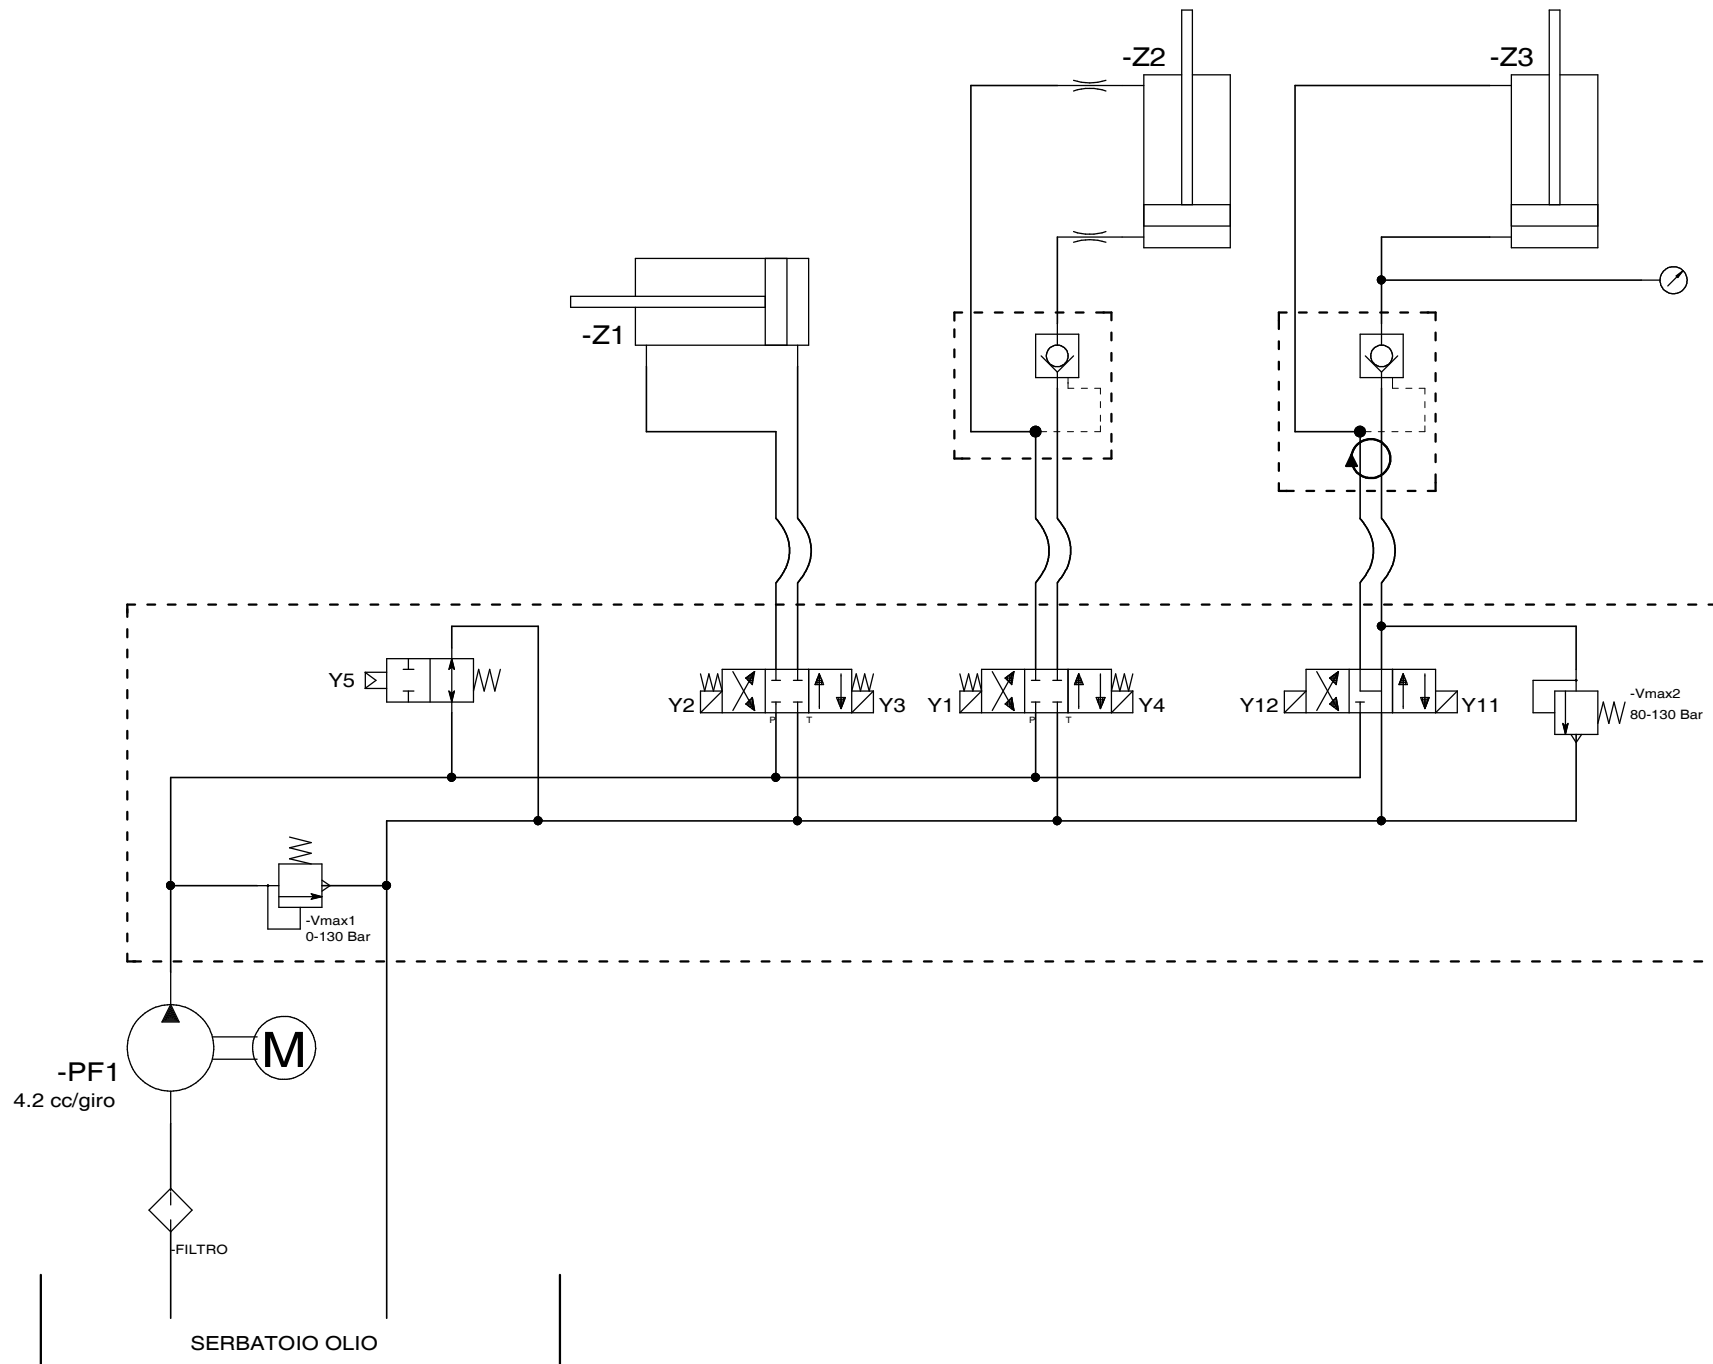 -Z2
-Z3
-Z1
Y5
Y2
Y3
Y1
Y4
Y12
Y11
-Vmax2
80-130 Bar
P
T
P
T
-Vmax1
0-130 Bar
M
-PF1
4.2 cc/giro
-FILTRO
SERBATOIO OLIO